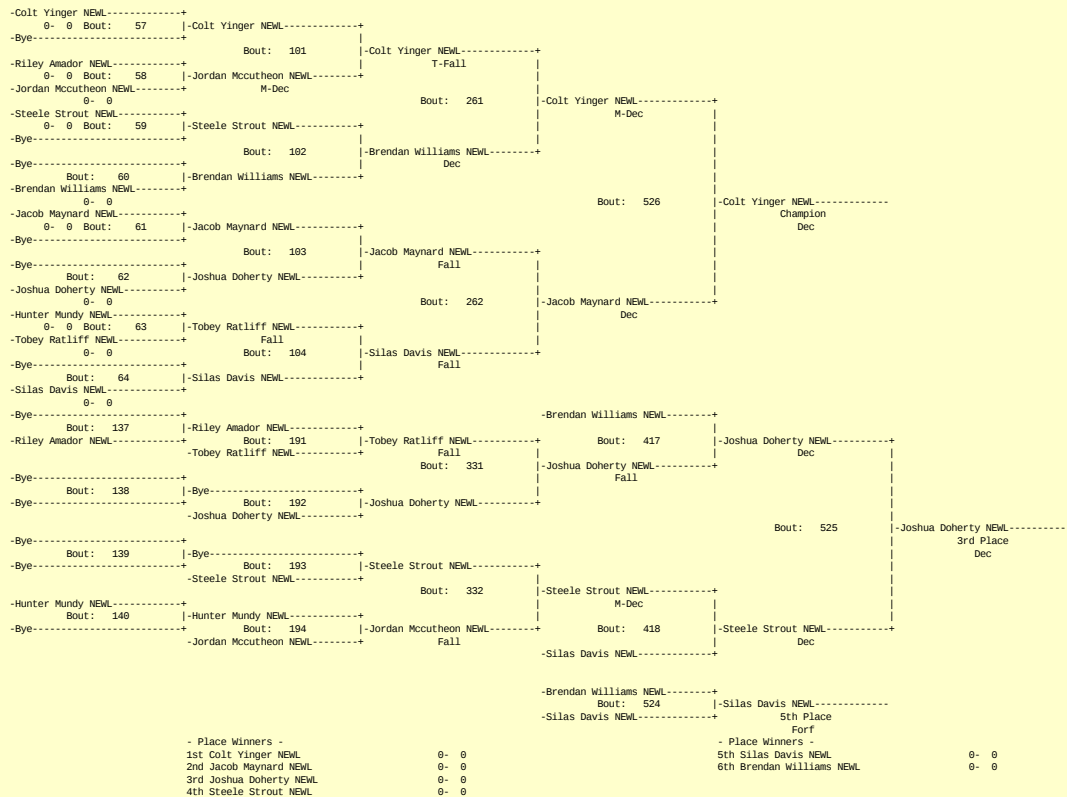 -Colt Yinger NEWL------------+
0-  0  Bout:    57      |-Colt Yinger NEWL------------+
-Bye--------------------------+                              |
Bout:   101         |-Colt Yinger NEWL-------------+
-Riley Amador NEWL------------+                              |           T-Fall            |
0-  0  Bout:    58      |-Jordan Mccutheon NEWL--------+                              |
-Jordan Mccutheon NEWL--------+            M-Dec                                            |
0-  0                                                      Bout:   261         |-Colt Yinger NEWL-------------+
-Steele Strout NEWL-----------+                                                             |            M-Dec            |
0-  0  Bout:    59      |-Steele Strout NEWL-----------+                              |                              |
-Bye--------------------------+                              |                              |                              |
Bout:   102         |-Brendan Williams NEWL--------+                              |
-Bye--------------------------+                              |             Dec                                             |
Bout:    60         |-Brendan Williams NEWL--------+                                                             |
-Brendan Williams NEWL--------+                                                                                            |
0-  0                                                                                    Bout:   526         |-Colt Yinger NEWL-------------
-Jacob Maynard NEWL-----------+                                                                                            |          Champion
0-  0  Bout:    61      |-Jacob Maynard NEWL-----------+                                                             |             Dec
-Bye--------------------------+                              |                                                             |
Bout:   103         |-Jacob Maynard NEWL-----------+                              |
-Bye--------------------------+                              |            Fall             |                              |
Bout:    62         |-Joshua Doherty NEWL----------+                              |                              |
-Joshua Doherty NEWL----------+                                                             |                              |
0-  0                                                      Bout:   262         |-Jacob Maynard NEWL-----------+
-Hunter Mundy NEWL------------+                                                             |             Dec
0-  0  Bout:    63      |-Tobey Ratliff NEWL-----------+                              |
-Tobey Ratliff NEWL-----------+            Fall              |                              |
0-  0                      Bout:   104         |-Silas Davis NEWL-------------+
-Bye--------------------------+                              |            Fall
Bout:    64         |-Silas Davis NEWL-------------+
-Silas Davis NEWL-------------+
0-  0
-Bye--------------------------+                                                              -Brendan Williams NEWL--------+
Bout:   137         |-Riley Amador NEWL------------+                                                             |
-Riley Amador NEWL------------+         Bout:   191         |-Tobey Ratliff NEWL-----------+         Bout:   417         |-Joshua Doherty NEWL----------+
-Tobey Ratliff NEWL-----------+            Fall             |                              |             Dec             |
Bout:   331         |-Joshua Doherty NEWL----------+                              |
-Bye--------------------------+                                                             |            Fall                                             |
Bout:   138         |-Bye--------------------------+                              |                                                             |
-Bye--------------------------+         Bout:   192         |-Joshua Doherty NEWL----------+                                                             |
-Joshua Doherty NEWL----------+                                                                                            |
Bout:   525         |-Joshua Doherty NEWL----------
-Bye--------------------------+                                                                                                                          |          3rd Place
Bout:   139         |-Bye--------------------------+                                                                                            |             Dec
-Bye--------------------------+         Bout:   193         |-Steele Strout NEWL-----------+                                                             |
-Steele Strout NEWL-----------+                              |                                                             |
Bout:   332         |-Steele Strout NEWL-----------+                              |
-Hunter Mundy NEWL------------+                                                             |            M-Dec            |                              |
Bout:   140         |-Hunter Mundy NEWL------------+                              |                              |                              |
-Bye--------------------------+         Bout:   194         |-Jordan Mccutheon NEWL--------+         Bout:   418         |-Steele Strout NEWL-----------+
-Jordan Mccutheon NEWL--------+            Fall                                            |             Dec
-Silas Davis NEWL-------------+
-Brendan Williams NEWL--------+
Bout:   524         |-Silas Davis NEWL-------------
-Silas Davis NEWL-------------+          5th Place
Forf
- Place Winners -                                                                           - Place Winners -
1st Colt Yinger NEWL                        0-  0                                           5th Silas Davis NEWL                        0-  0
2nd Jacob Maynard NEWL                      0-  0                                           6th Brendan Williams NEWL                   0-  0
3rd Joshua Doherty NEWL                     0-  0
4th Steele Strout NEWL                      0-  0